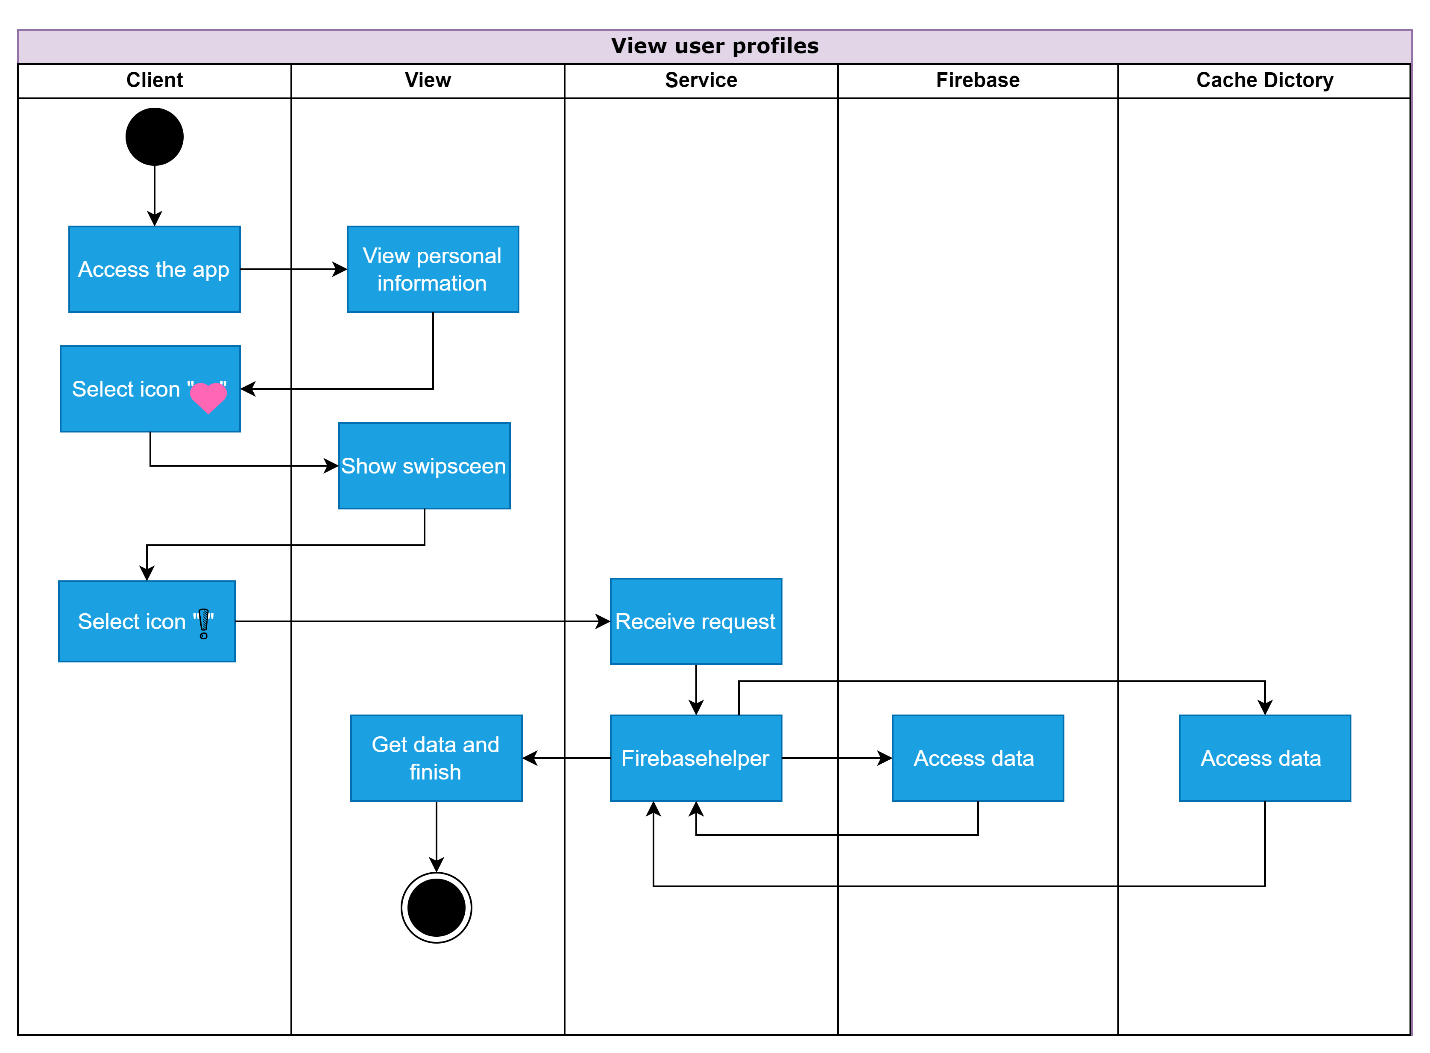 View user profiles
Client
View
Service
Firebase
Cache Dictory
Access the app
View personal
information
Select icon " "
Show swipsceen
Select icon "!"
Receive request
Get data and
finish
Firebasehelper
Access data
Access data